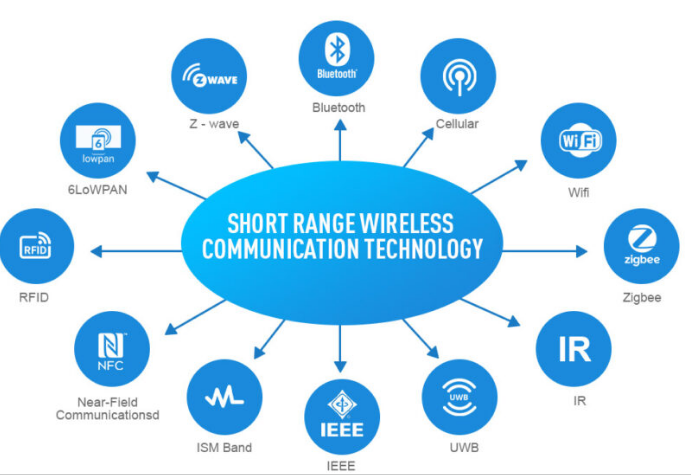 Bluetooth
Bluetooth
Z WAVE
Z - wave
Cellular
6
lowpan
6LoWPAN
Wi Fi
Wifi
SHORT RANGE WIRELESS
COMMUNICATION TECHNOLOGY
RFID
RFID
zigbee
Zigbee
N
NFC
Near-Field
Communicationsd
IR
IR
ISM Band
IEEE
IEEE
UWB
UWB